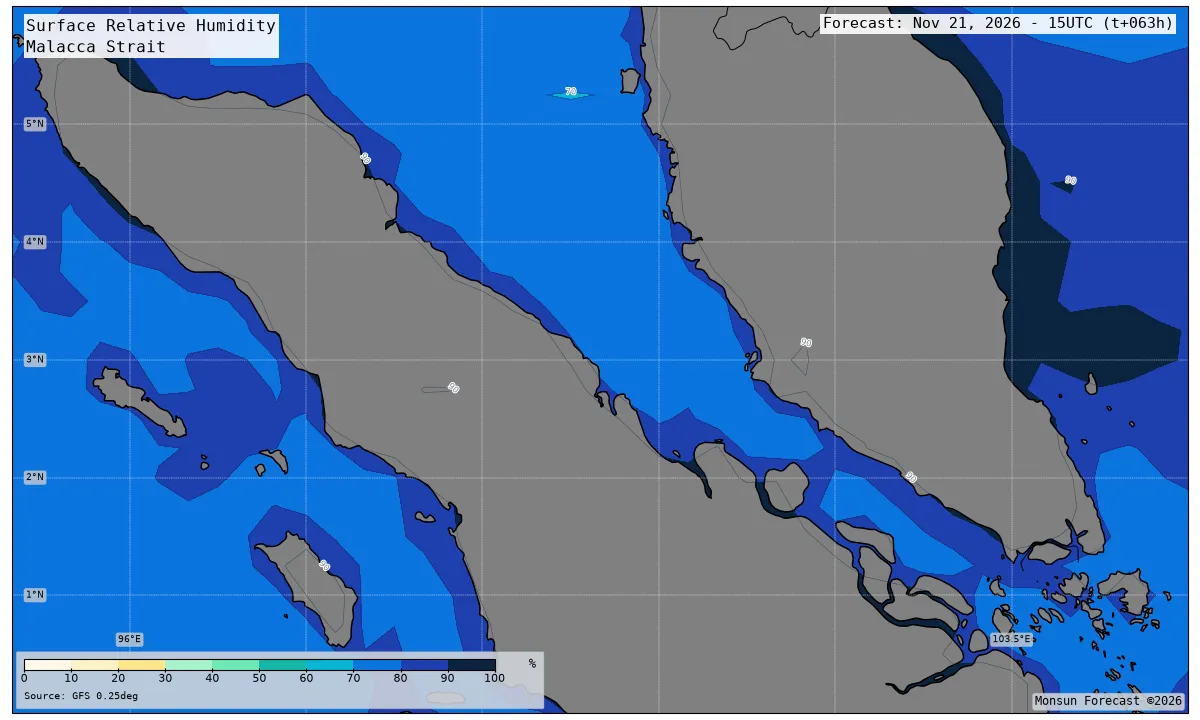 Surface Relative Humidity
Malacca Strait
Forecast: Nov 21, 2026 - 15UTC (t+063h)
70
90
90
5°N
4°N
90
3°N
90
90
2°N
90
1°N
96°E
103.5°E
%
0 10 20 30 40 50 60 70 80 90 100
Source: GFS 0.25deg
Monsun Forecast ©2026